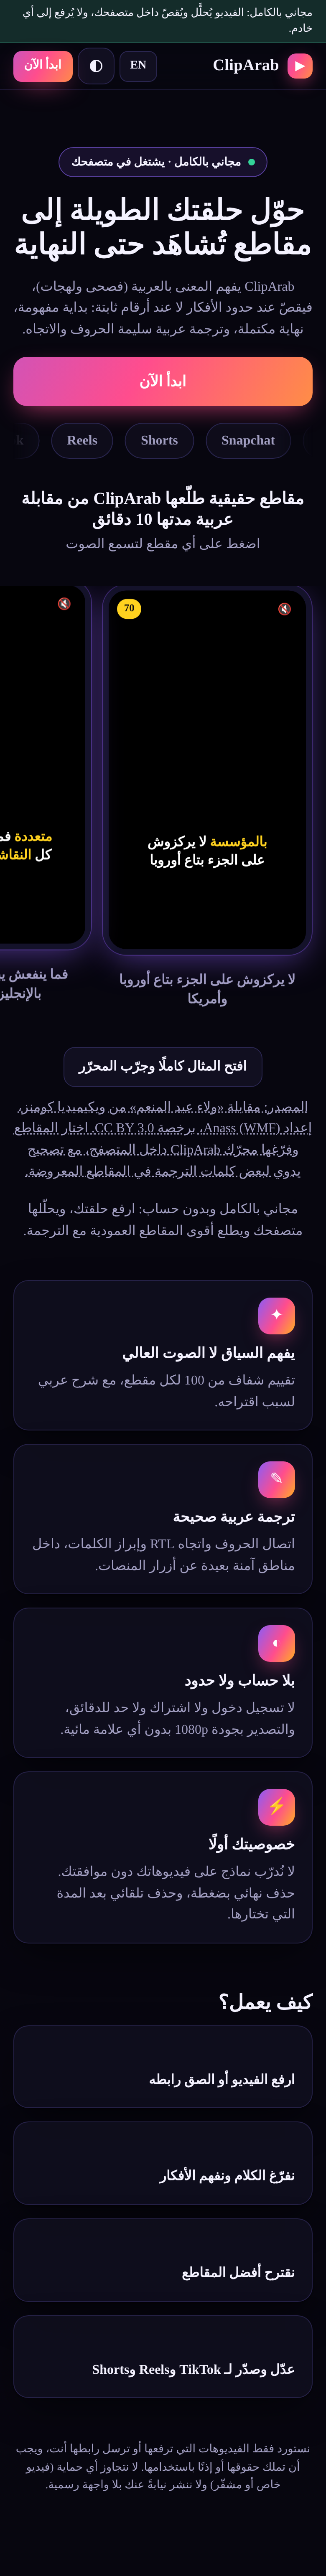 مجاني بالكامل: الفيديو يُحلَّل ويُقصّ داخل متصفحك، ولا يُرفع إلى أي
خادم.
ClipArab
EN
ابدأ الآن
مجاني بالكامل · يشتغل في متصفحك
حوّل حلقتك الطويلة إلى
مقاطع تُشاهَد حتى النهاية
ClipArab يفهم المعنى بالعربية (فصحى ولهجات)،
فيقصّ عند حدود الأفكار لا عند أرقام ثابتة: بداية مفهومة،
نهاية مكتملة، وترجمة عربية سليمة الحروف والاتجاه.
ابدأ الآن
Snapchat
Shorts
Reels
k
مقاطع حقيقية طلّعها ClipArab من مقابلة
عربية مدتها 10 دقائق
اضغط على أي مقطع لتسمع الصوت
70
بالمؤسسة لا يركزوش
على الجزء بتاع أوروبا
متعددة فم
كل النقاش
لا يركزوش على الجزء بتاع أوروبا
وأمريكا
فما ينفعش ي
بالإنجليز
افتح المثال كاملًا وجرّب المحرّر
المصدر: مقابلة «ولاء عبد المنعم» من ويكيميديا كومنز،
إعداد Anass (WMF)، برخصة CC BY 3.0. اختار المقاطع
وفرّغها محرّك ClipArab داخل المتصفح، مع تصحيح
يدوي لبعض كلمات الترجمة في المقاطع المعروضة.
مجاني بالكامل وبدون حساب: ارفع حلقتك، ويحلّلها
متصفحك ويطلع أقوى المقاطع العمودية مع الترجمة.
يفهم السياق لا الصوت العالي
تقييم شفاف من 100 لكل مقطع، مع شرح عربي
لسبب اقتراحه.
ترجمة عربية صحيحة
اتصال الحروف واتجاه RTL وإبراز الكلمات، داخل
مناطق آمنة بعيدة عن أزرار المنصات.
بلا حساب ولا حدود
لا تسجيل دخول ولا اشتراك ولا حد للدقائق،
والتصدير بجودة 1080p بدون أي علامة مائية.
خصوصيتك أولًا
لا نُدرّب نماذج على فيديوهاتك دون موافقتك.
حذف نهائي بضغطة، وحذف تلقائي بعد المدة
التي تختارها.
كيف يعمل؟
ارفع الفيديو أو الصق رابطه
نفرّغ الكلام ونفهم الأفكار
نقترح أفضل المقاطع
عدّل وصدّر لـ TikTok وReels وShorts
نستورد فقط الفيديوهات التي ترفعها أو ترسل رابطها أنت، ويجب
أن تملك حقوقها أو إذنًا باستخدامها. لا نتجاوز أي حماية (فيديو
خاص أو مشفّر) ولا ننشر نيابةً عنك بلا واجهة رسمية.